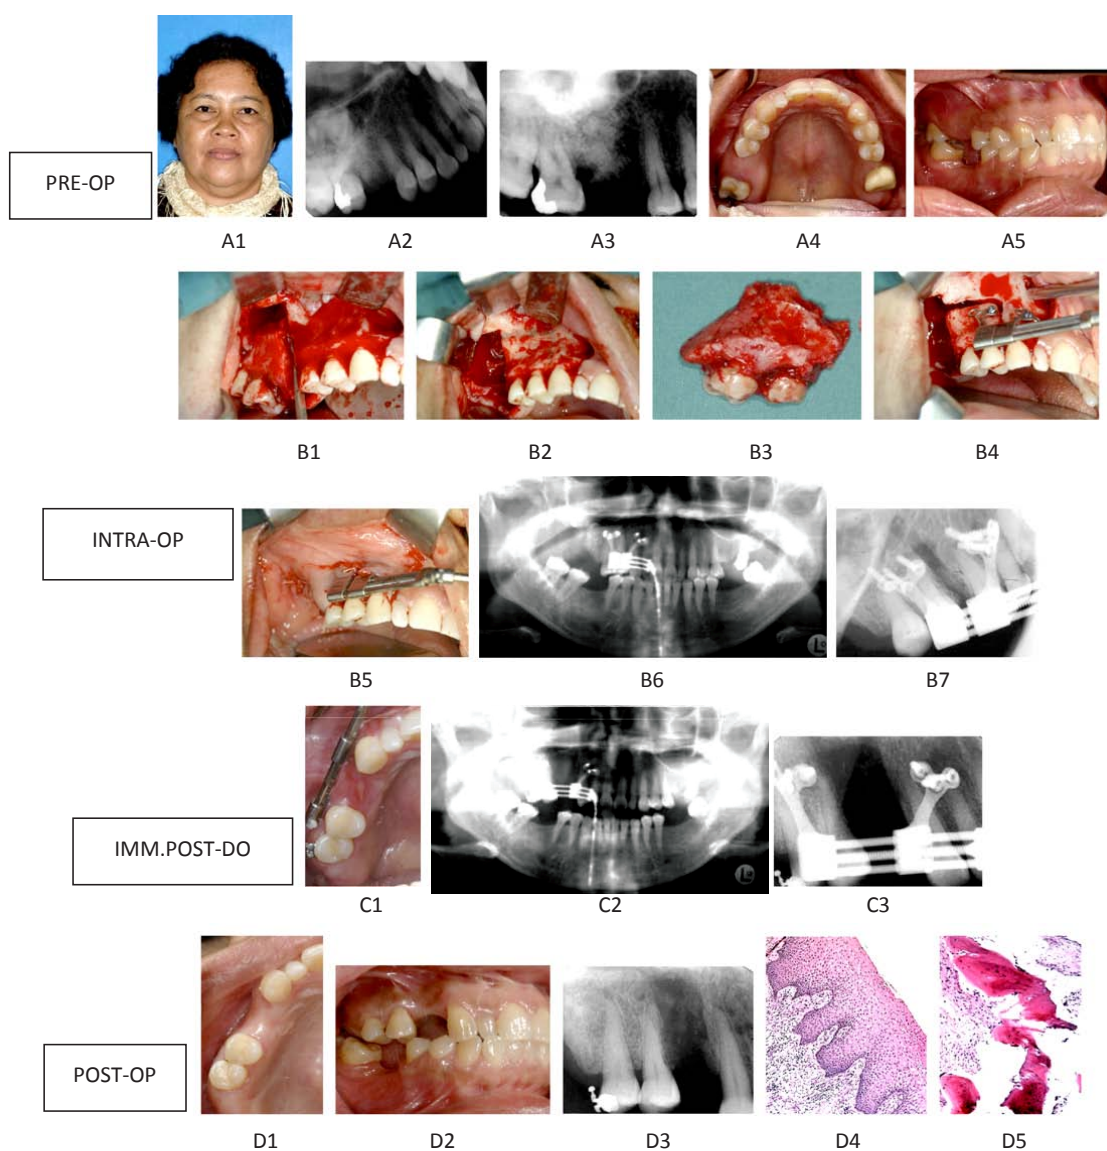 PRE-OP
A1
A2
A3
A4
A5
B1
B2
B3
B4
INTRA-OP
B5
B6
B7
IMM.POST-DO
C1
C2
C3
POST-OP
D1
D2
D3
D4
D5